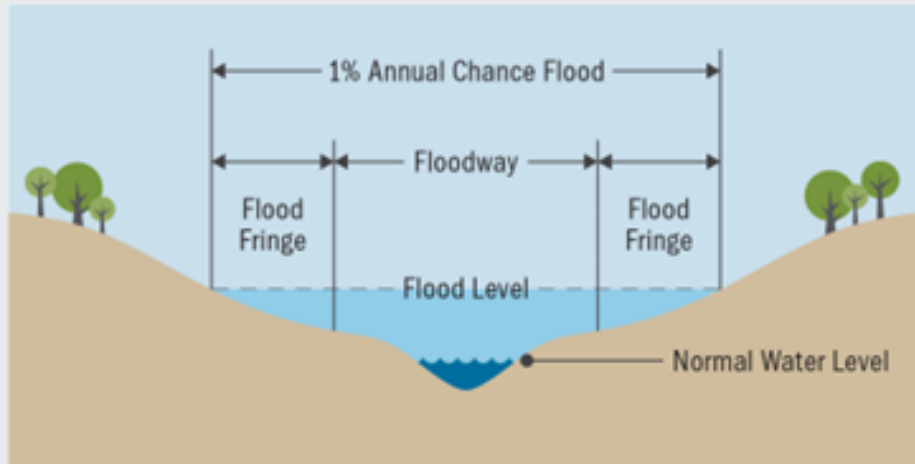 1% Annual Chance Flood
Floodway
Flood
Fringe
Flood
Fringe
Flood Level
Normal Water Level